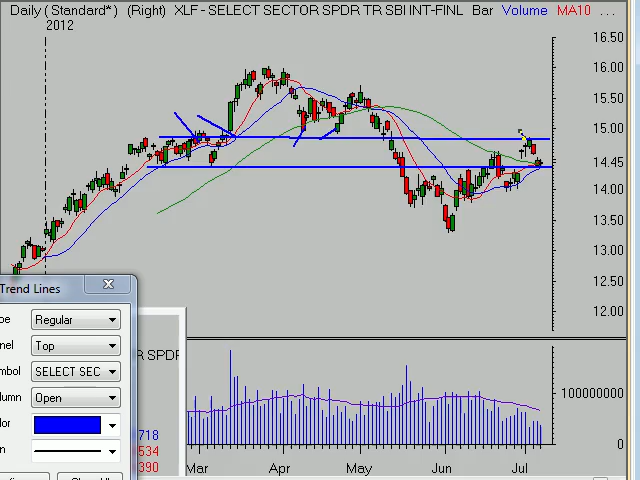 Daily ( Standard* ) (Right) XLF - SELECT SECTOR SPDR TR SBI INT-FINL Bar Volume MA10 ...
2012
16.50
16.00
15.50
15.00
14.45
14.00
13.50
13.00
12.50
12.00
Trend Lines
Regular
Top
SELECT SEC
Open
R SPDR
718
534
390
100000000
0
Mar Apr May Jun Jul